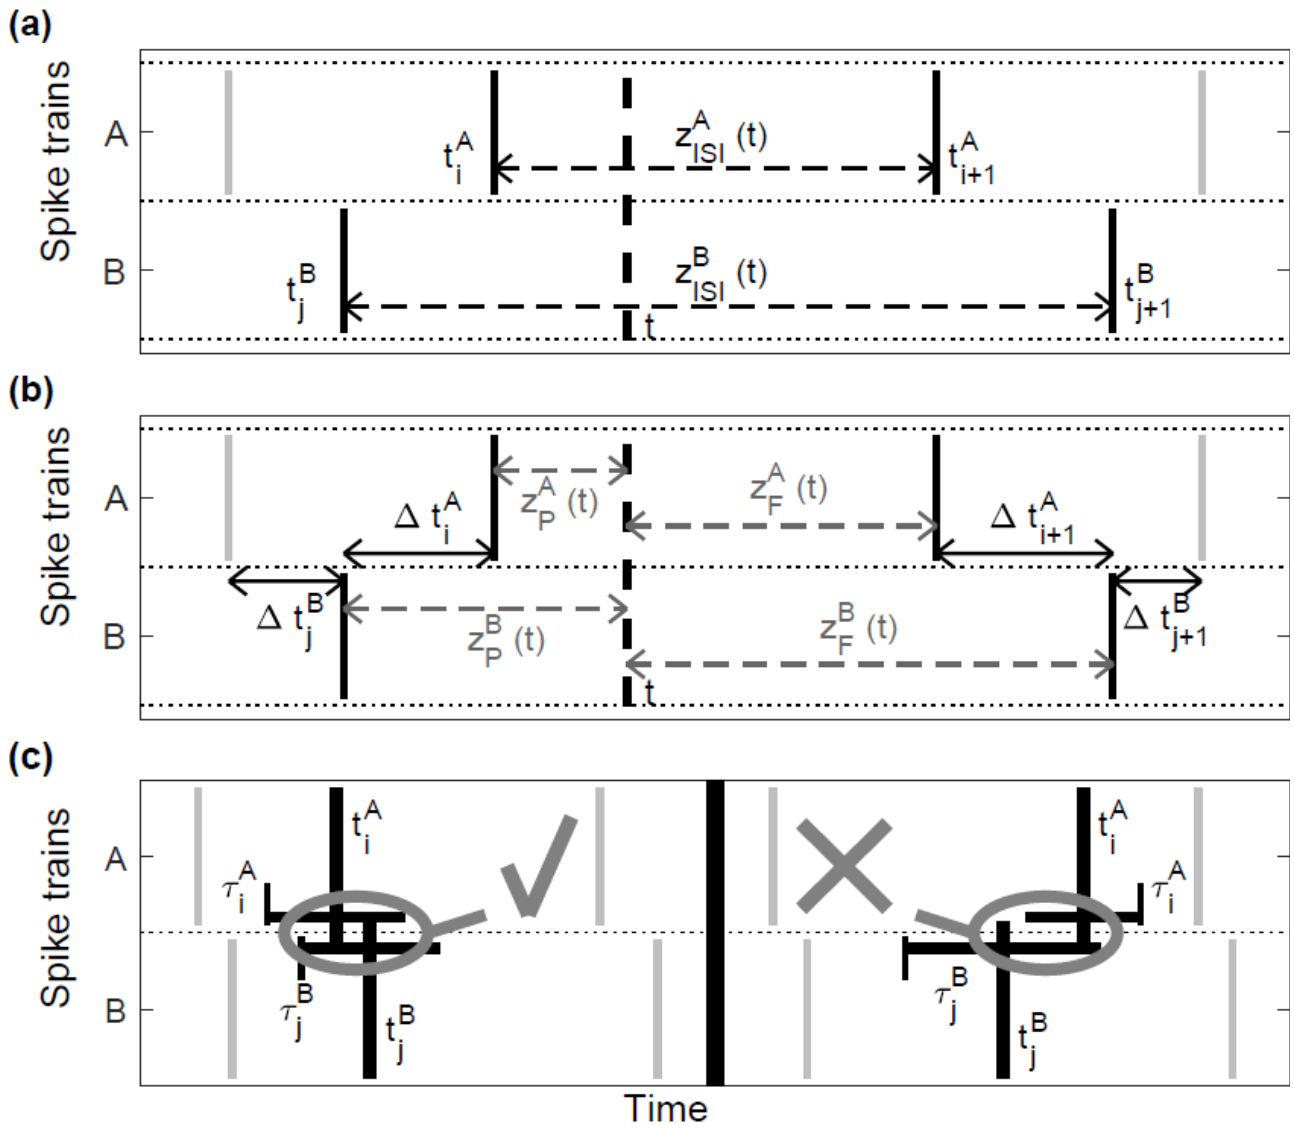 (a)
Spike trains
A
B
t_i^A
z_ISI^A (t)
t_{i+1}^A
t_j^B
z_ISI^B (t)
t_{j+1}^B
t
(b)
Spike trains
A
B
z_P^A (t)
z_F^A (t)
Δ t_i^A
Δ t_{i+1}^A
Δ t_j^B
z_P^B (t)
z_F^B (t)
Δ t_{j+1}^B
t
(c)
Spike trains
A
B
t_i^A
τ_i^A
τ_j^B
t_j^B
t_i^A
τ_i^A
τ_j^B
t_j^B
Time